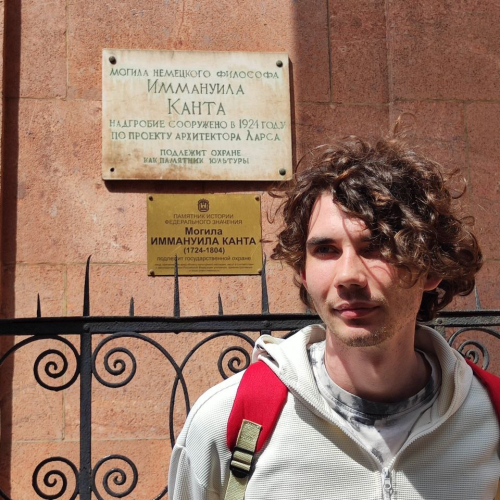 МОГИЛА НЕМЕЦКОГО ФИЛОСОФА
ИММАНУИЛА
КАНТА
НАДГРОБИЕ СООРУЖЕНО В 1924 ГОДУ
ПО ПРОЕКТУ АРХИТЕКТОРА ЛАРСА
ПОДЛЕЖИТ ОХРАНЕ
КАК ПАМЯТНИК КУЛЬТУРЫ
ПАМЯТНИК ИСТОРИИ
ФЕДЕРАЛЬНОГО ЗНАЧЕНИЯ
Могила
ИММАНУИЛА КАНТА
(1724-1804)
подлежит государственной охране